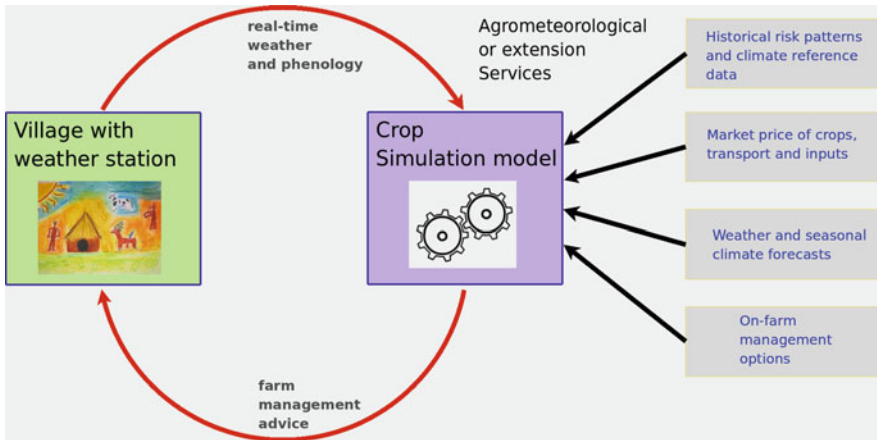 real-time
weather
and phenology
Agrometeorological
or extension
Services
Historical risk patterns
and climate reference
data
Village with
weather station
Crop
Simulation model
Market price of crops,
transport and inputs
Weather and seasonal
climate forecasts
On-farm
management
options
farm
management
advice